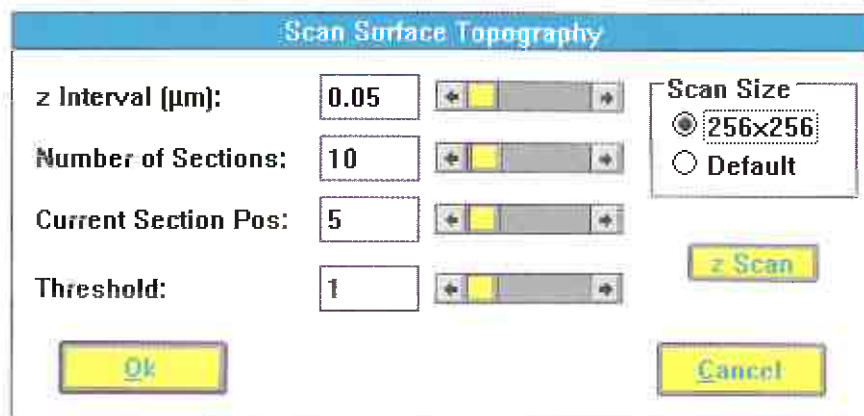 Scan Surface Topography
z Interval (µm): 0.05
Number of Sections: 10
Current Section Pos: 5
Threshold: 1
Scan Size
256x256
Default
z Scan
Ok
Cancel